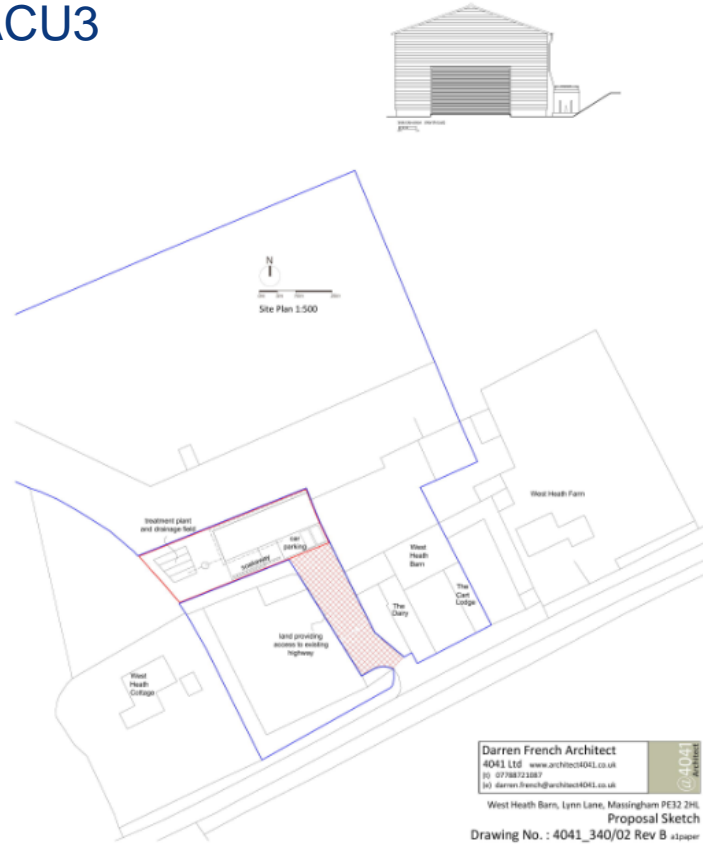 ACU3
N
Site Plan 1:500
treatment plant
and drainage field
car
parking
West Heath Farm
West
Heath
Barn
The
Cart
Lodge
The
Dairy
land providing
access to existing
highway
West
Heath
Cottage
Darren French Architect
4041 Ltd www.architect4041.co.uk
(t) 07788721087
(e) darren.french@architect4041.co.uk
@4041
Architect
West Heath Barn, Lynn Lane, Massingham PE32 2HL
Proposal Sketch
Drawing No. : 4041_340/02 Rev B a1paper